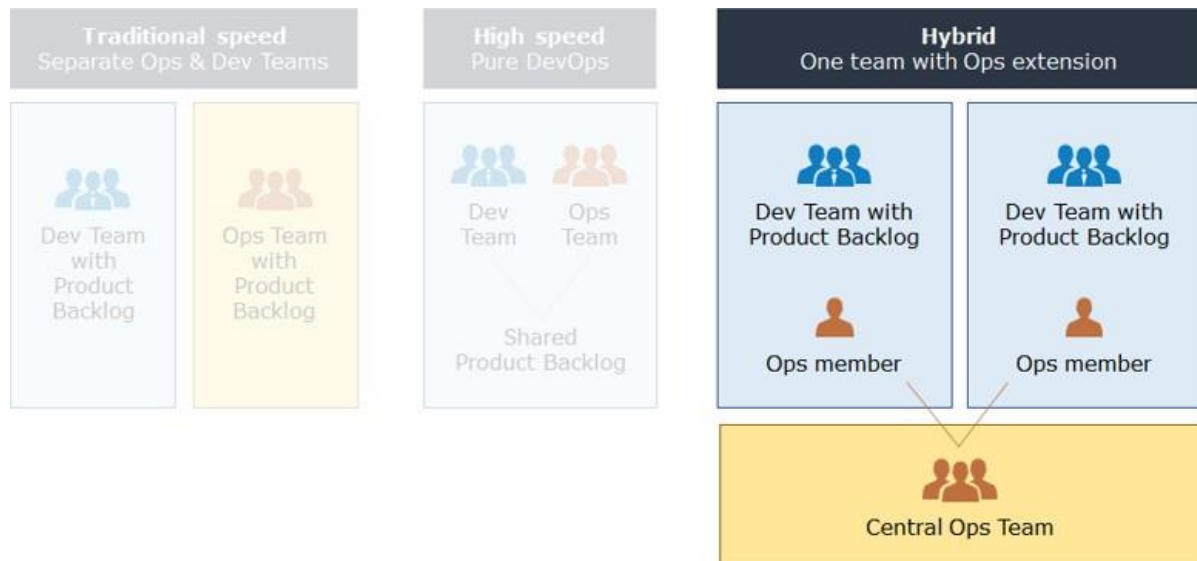 Traditional speed
Separate Ops & Dev Teams
Dev Team
with
Product
Backlog
Ops Team
with
Product
Backlog
High speed
Pure DevOps
Dev
Team
Ops
Team
Shared
Product Backlog
Hybrid
One team with Ops extension
Dev Team with
Product Backlog
Ops member
Dev Team with
Product Backlog
Ops member
Central Ops Team